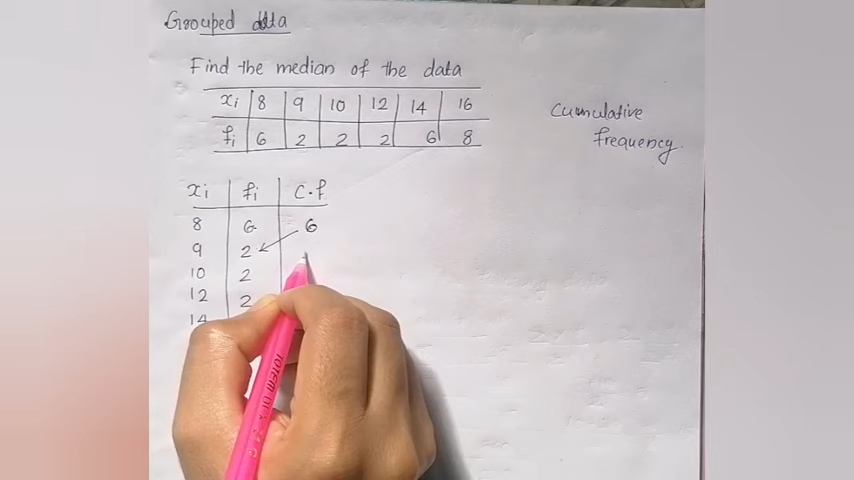 Grouped data
Find the median of the data
xi 8 9 10 12 14 16
fi 6 2 2 2 6 8
Cumulative
frequency
xi fi c.f
8 6 6
9 2
10 2
12 2
14